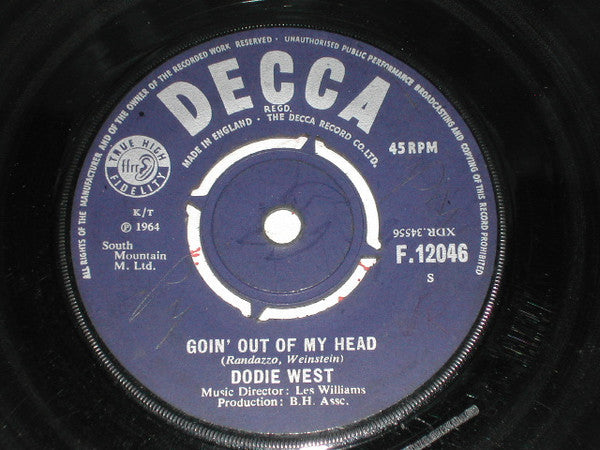 ALL RIGHTS OF THE MANUFACTURER AND OF THE OWNER OF THE RECORDED WORK RESERVED · UNAUTHORISED PUBLIC PERFORMANCE BROADCASTING AND COPYING OF THIS RECORD PROHIBITED
DECCA
REGD.
MADE IN ENGLAND · THE DECCA RECORD CO. LTD.
TRUE HIGH
ffrr
FIDELITY
45 RPM
K/T
℗ 1964
South
Mountain
M. Ltd.
XDR.34556
F.12046
S
GOIN' OUT OF MY HEAD
(Randazzo, Weinstein)
DODIE WEST
Music Director: Les Williams
Production: B.H. Assc.